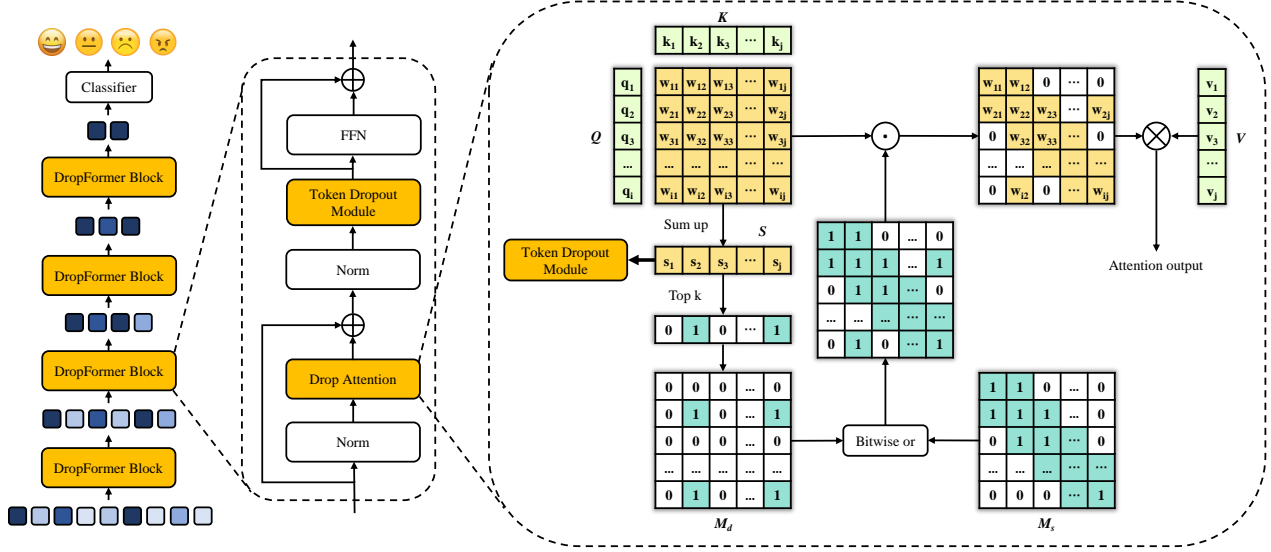 Classifier
DropFormer Block
DropFormer Block
DropFormer Block
DropFormer Block
FFN
Token Dropout
Module
Norm
Drop Attention
Norm
K
k1 k2 k3 ... kj
Q
q1
q2
q3
...
qi
w11 w12 w13 ... w1j
w21 w22 w23 ... w2j
w31 w32 w33 ... w3j
... ... ... ... ...
wi1 wi2 wi3 ... wij
Sum up
S
Token Dropout
Module
s1 s2 s3 ... sj
Top k
0 1 0 ... 1
0 0 0 ... 0
0 1 0 ... 1
0 0 0 ... 0
... ... ... ... ...
0 1 0 ... 1
Md
1 1 0 ... 0
1 1 1 ... 1
0 1 1 ... 0
... ... ... ... ...
0 1 0 ... 1
Bitwise or
w11 w12 0 ... 0
w21 w22 w23 ... w2j
0 w32 w33 ... 0
... ... ... ... ...
0 wi2 0 ... wij
V
v1
v2
v3
...
vj
Attention output
1 1 0 ... 0
1 1 1 ... 0
0 1 1 ... 0
... ... ... ... ...
0 0 0 ... 1
Ms